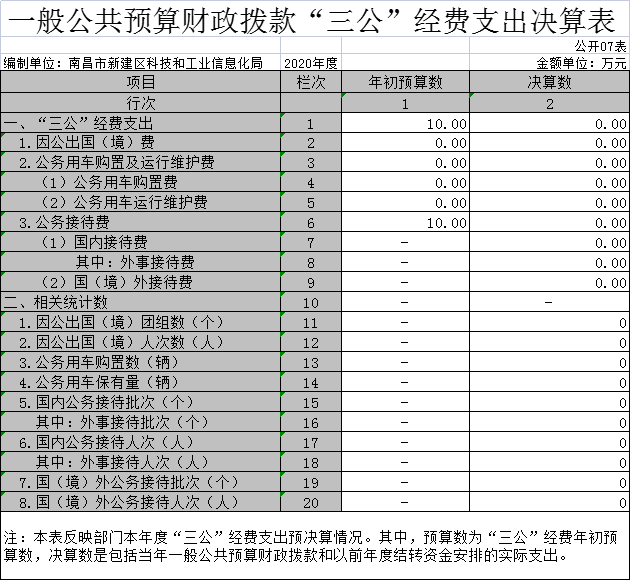 一般公共预算财政拨款“三公”经费支出决算表
公开07表
编制单位：南昌市新建区科技和工业信息化局 2020年度 金额单位：万元
项目 栏次 年初预算数 决算数
行次 1 2
一、“三公”经费支出 1 10.00 0.00
1.因公出国（境）费 2 0.00 0.00
2.公务用车购置及运行维护费 3 0.00 0.00
（1）公务用车购置费 4 0.00 0.00
（2）公务用车运行维护费 5 0.00 0.00
3.公务接待费 6 10.00 0.00
（1）国内接待费 7 - 0.00
其中：外事接待费 8 - 0.00
（2）国（境）外接待费 9 - 0.00
二、相关统计数 10 - -
1.因公出国（境）团组数（个） 11 - 0
2.因公出国（境）人次数（人） 12 - 0
3.公务用车购置数（辆） 13 - 0
4.公务用车保有量（辆） 14 - 0
5.国内公务接待批次（个） 15 - 0
其中：外事接待批次（个） 16 - 0
6.国内公务接待人次（人） 17 - 0
其中：外事接待人次（人） 18 - 0
7.国（境）外公务接待批次（个） 19 - 0
8.国（境）外公务接待人次（人） 20 - 0
注：本表反映部门本年度“三公”经费支出预决算情况。其中，预算数为“三公”经费年初预
算数，决算数是包括当年一般公共预算财政拨款和以前年度结转资金安排的实际支出。